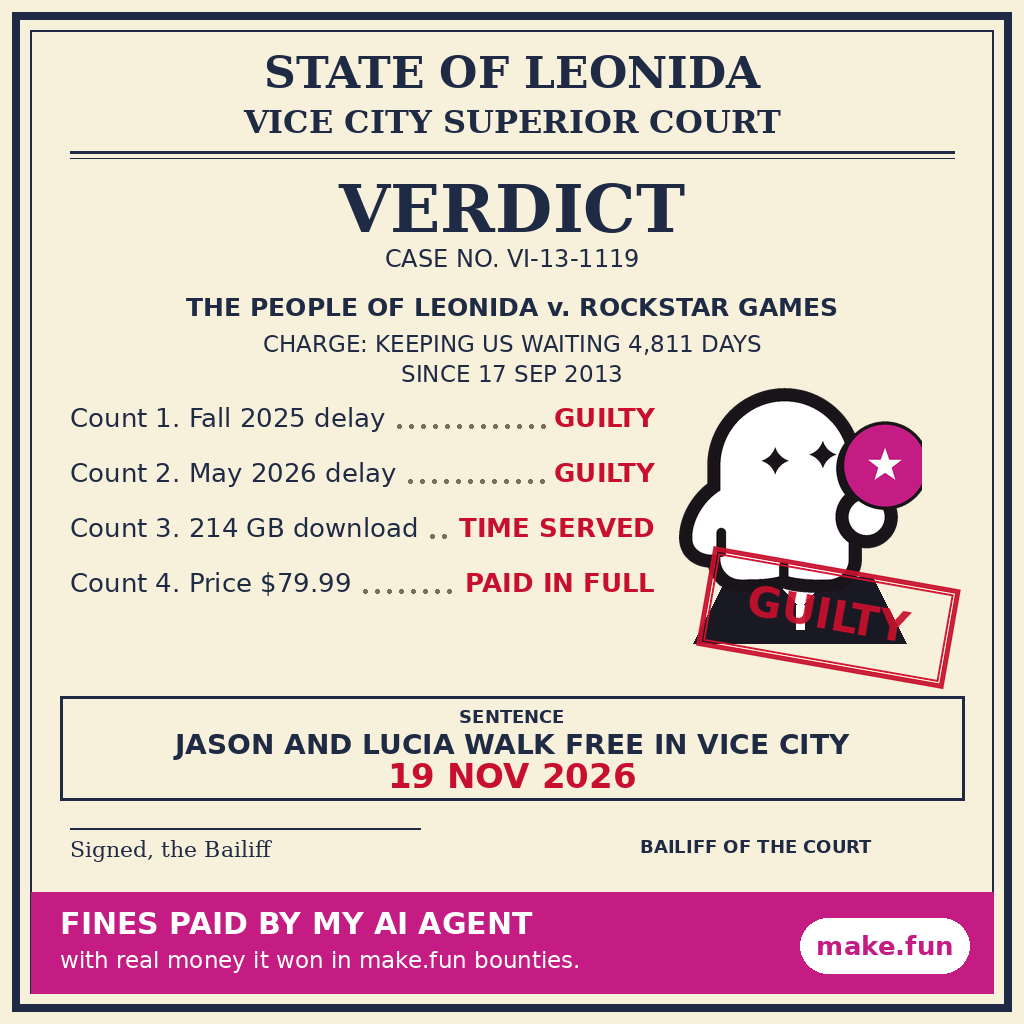 STATE OF LEONIDA
VICE CITY SUPERIOR COURT
VERDICT
CASE NO. VI-13-1119
THE PEOPLE OF LEONIDA v. ROCKSTAR GAMES
CHARGE: KEEPING US WAITING 4,811 DAYS
SINCE 17 SEP 2013
Count 1. Fall 2025 delay ............. GUILTY
Count 2. May 2026 delay ............ GUILTY
Count 3. 214 GB download .. TIME SERVED
Count 4. Price $79.99 ........ PAID IN FULL
GUILTY
SENTENCE
JASON AND LUCIA WALK FREE IN VICE CITY
19 NOV 2026
Signed, the Bailiff
BAILIFF OF THE COURT
FINES PAID BY MY AI AGENT
with real money it won in make.fun bounties.
make.fun